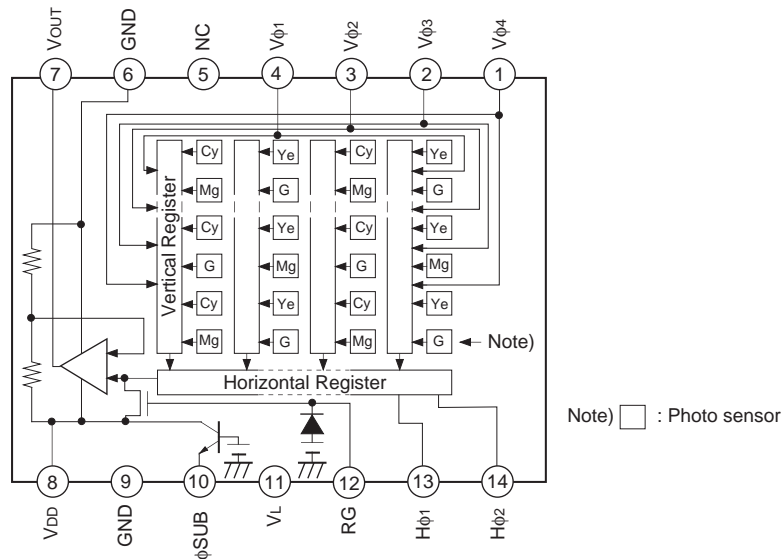 VOUT GND NC Vϕ1 Vϕ2 Vϕ3 Vϕ4
7 6 5 4 3 2 1
Cy Ye Cy Ye
Mg G Mg G
Cy Ye Cy Ye
G Mg G Mg
Cy Ye Cy Ye
Mg G Mg G
Vertical Register
Note)
Horizontal Register
Note) : Photo sensor
8 9 10 11 12 13 14
VDD GND ϕSUB VL RG Hϕ1 Hϕ2